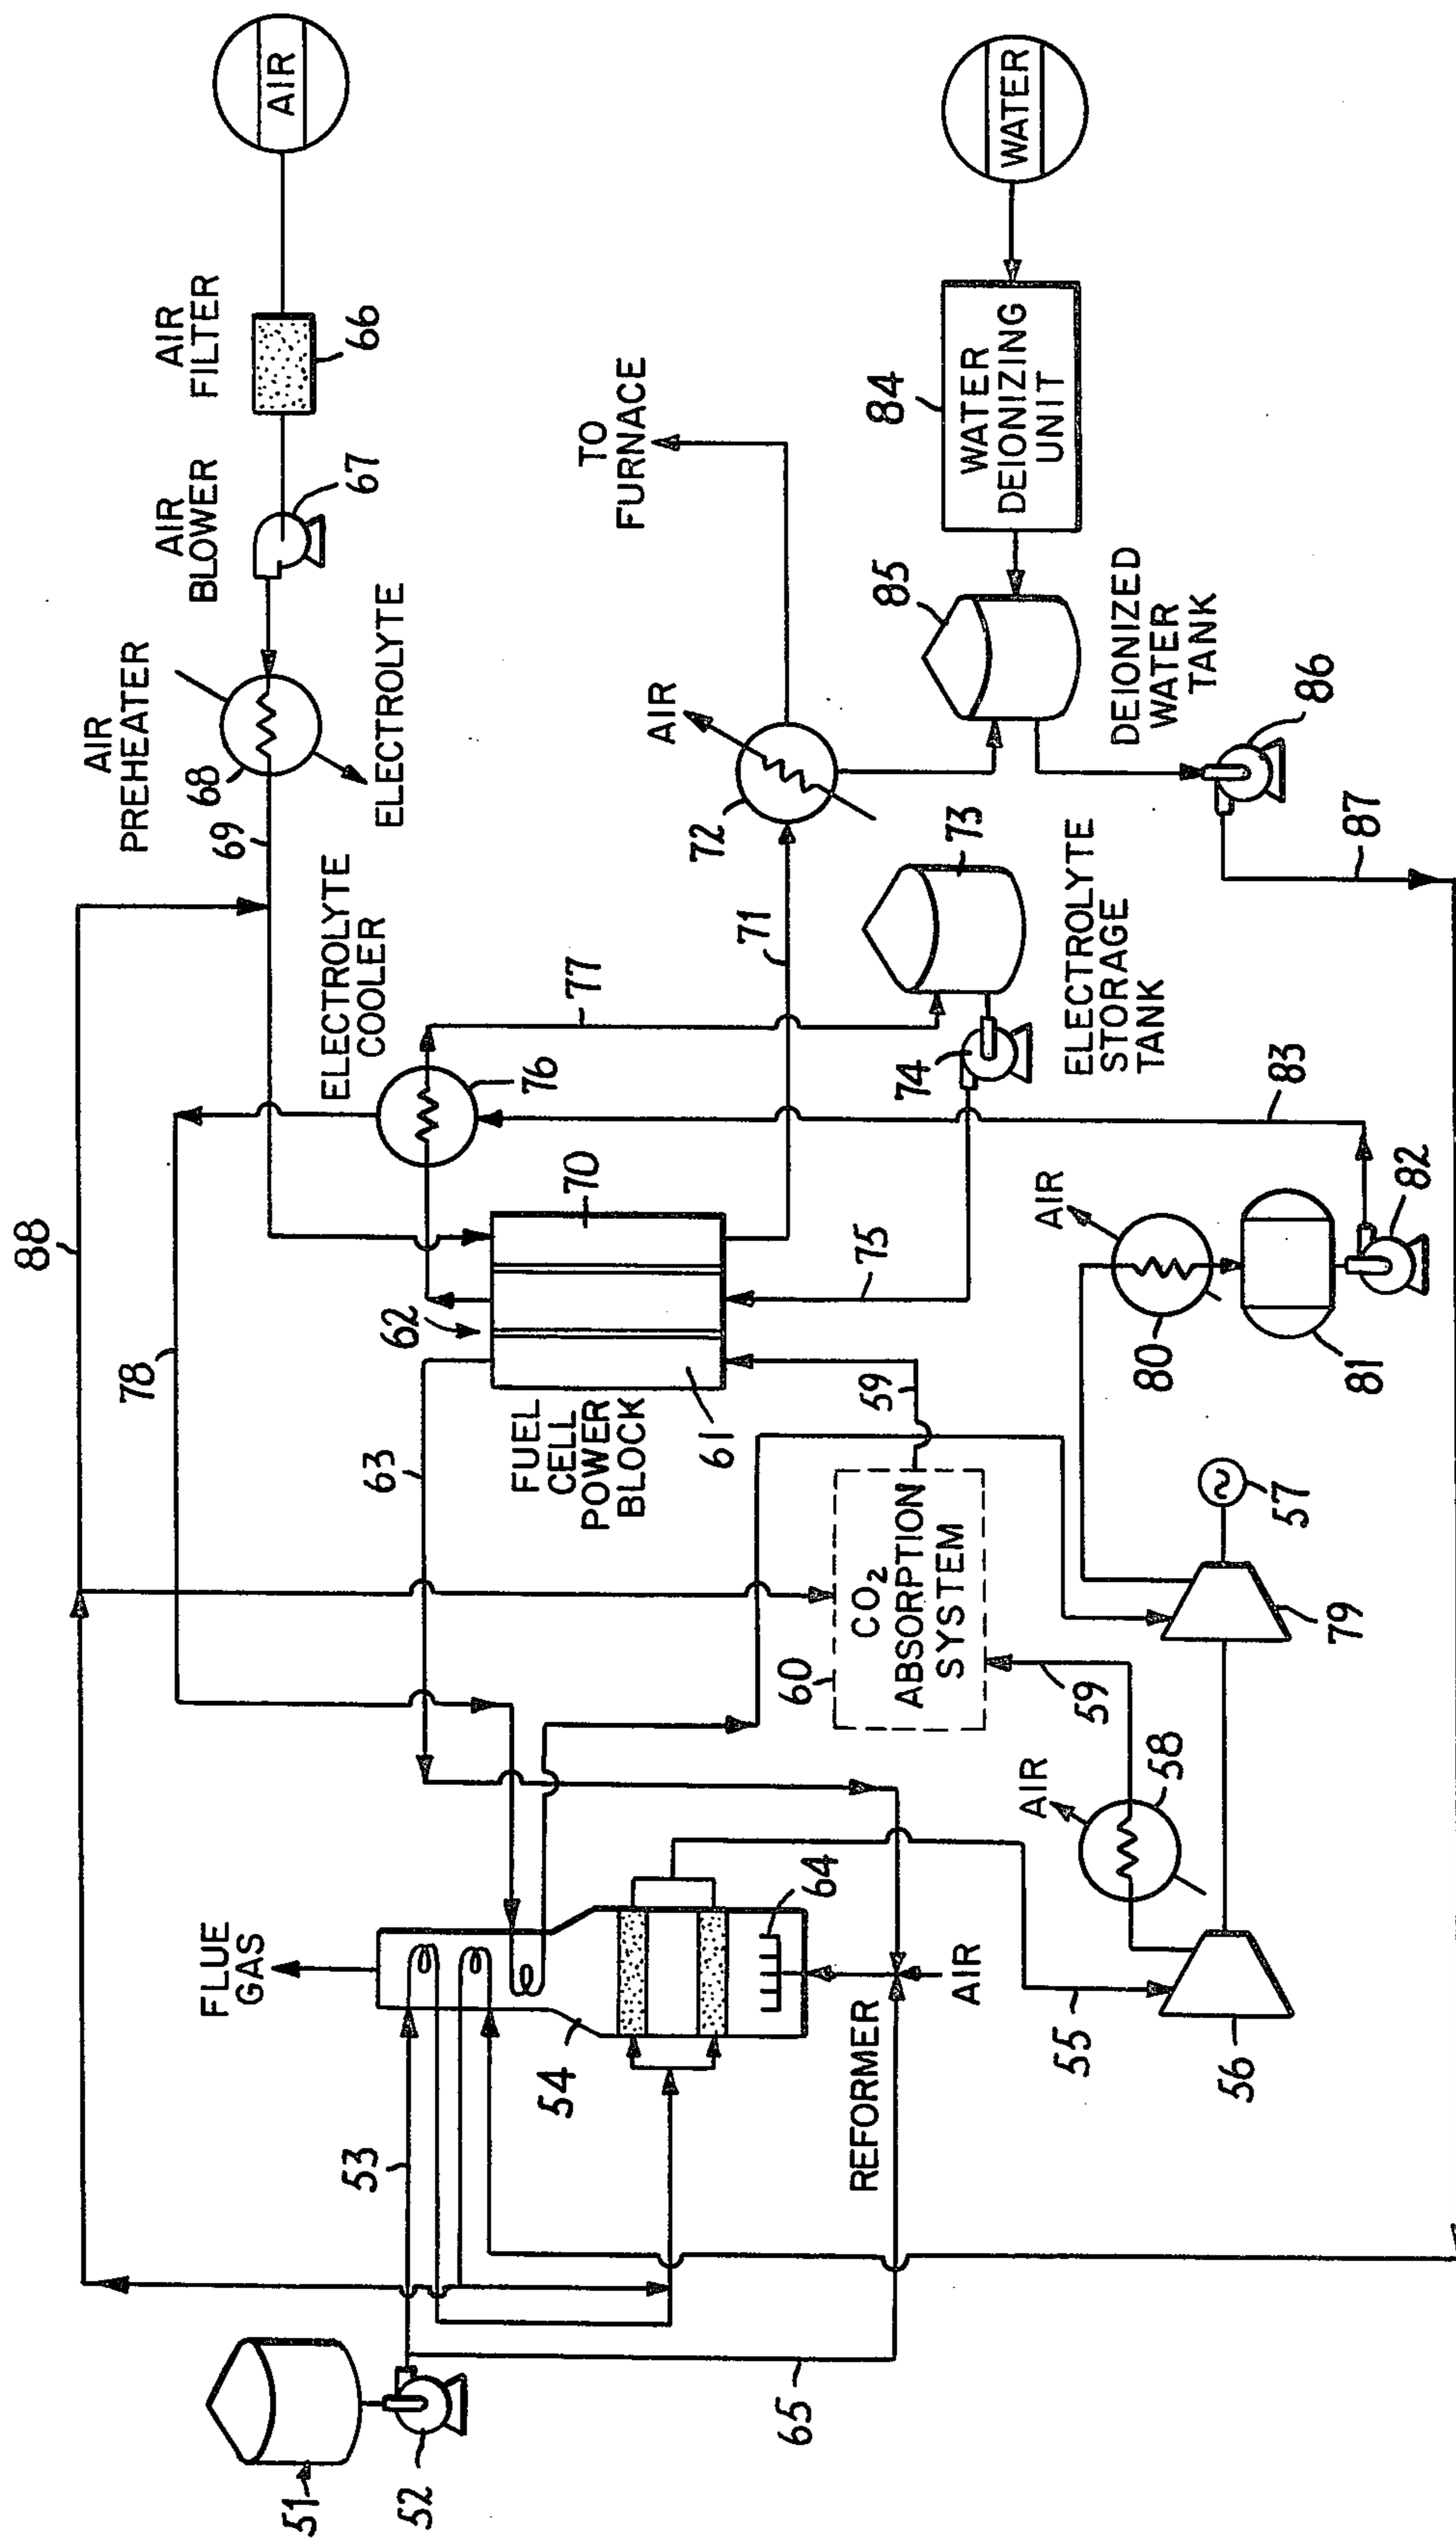 AIR
AIR
FILTER
66
AIR
BLOWER
67
AIR
PREHEATER
68
ELECTROLYTE
69
88
78
ELECTROLYTE
COOLER
76
77
62
70
63
FUEL
CELL
POWER
BLOCK
61
75
59
71
72
AIR
TO
FURNACE
WATER
84
WATER
DEIONIZING
UNIT
85
DEIONIZED
WATER
TANK
86
87
73
74
ELECTROLYTE
STORAGE
TANK
83
AIR
80
81
82
57
79
60
CO2
ABSORPTION
SYSTEM
59
AIR
58
FLUE
GAS
54
64
AIR
REFORMER
55
56
53
51
52
65